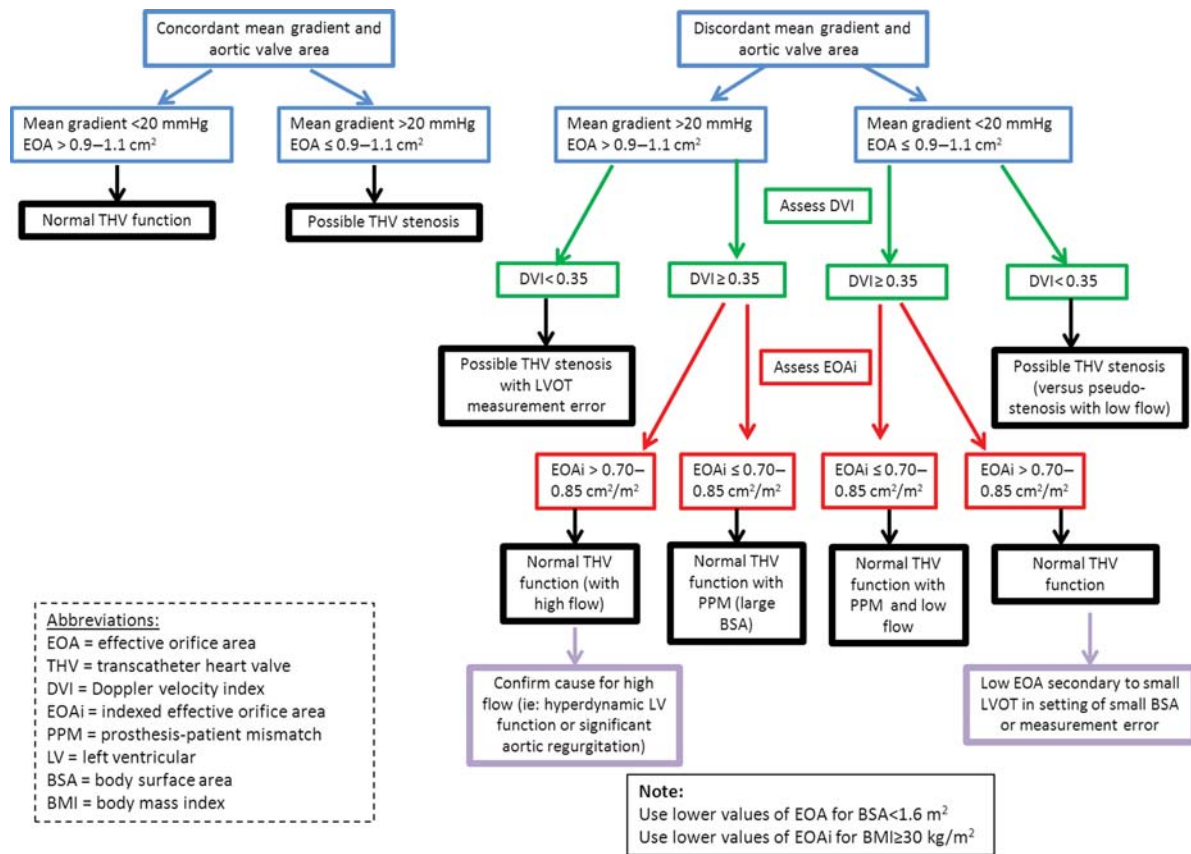 Concordant mean gradient and
aortic valve area
Discordant mean gradient and
aortic valve area
Mean gradient <20 mmHg
EOA > 0.9–1.1 cm²
Mean gradient >20 mmHg
EOA ≤ 0.9–1.1 cm²
Mean gradient >20 mmHg
EOA > 0.9–1.1 cm²
Mean gradient <20 mmHg
EOA ≤ 0.9–1.1 cm²
Normal THV function
Possible THV stenosis
Assess DVI
DVI< 0.35
DVI ≥ 0.35
DVI ≥ 0.35
DVI< 0.35
Possible THV stenosis
with LVOT
measurement error
Assess EOAi
Possible THV stenosis
(versus pseudo-
stenosis with low flow)
EOAi > 0.70–
0.85 cm²/m²
EOAi ≤ 0.70–
0.85 cm²/m²
EOAi ≤ 0.70–
0.85 cm²/m²
EOAi > 0.70–
0.85 cm²/m²
Normal THV
function (with
high flow)
Normal THV
function with
PPM (large
BSA)
Normal THV
function with
PPM and low
flow
Normal THV
function
Confirm cause for high
flow (ie: hyperdynamic LV
function or significant
aortic regurgitation)
Low EOA secondary to small
LVOT in setting of small BSA
or measurement error
Abbreviations:
EOA = effective orifice area
THV = transcatheter heart valve
DVI = Doppler velocity index
EOAi = indexed effective orifice area
PPM = prosthesis-patient mismatch
LV = left ventricular
BSA = body surface area
BMI = body mass index
Note:
Use lower values of EOA for BSA<1.6 m²
Use lower values of EOAi for BMI≥30 kg/m²